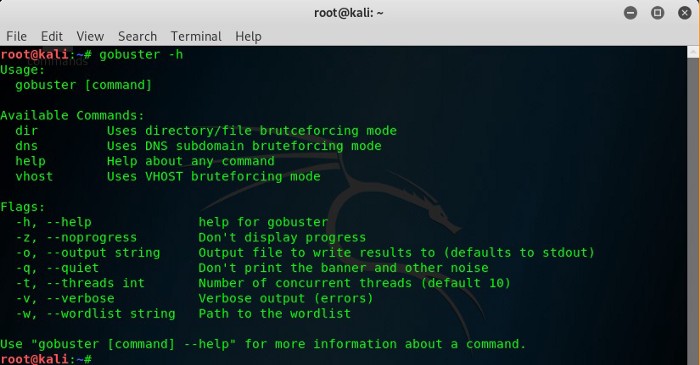 root@kali: ~
File Edit View Search Terminal Help
root@kali:~# gobuster -h
Usage:
  gobuster [command]

Available Commands:
  dir         Uses directory/file brutceforcing mode
  dns         Uses DNS subdomain bruteforcing mode
  help        Help about any command
  vhost       Uses VHOST bruteforcing mode

Flags:
  -h, --help              help for gobuster
  -z, --noprogress        Don't display progress
  -o, --output string     Output file to write results to (defaults to stdout)
  -q, --quiet             Don't print the banner and other noise
  -t, --threads int       Number of concurrent threads (default 10)
  -v, --verbose           Verbose output (errors)
  -w, --wordlist string   Path to the wordlist

Use "gobuster [command] --help" for more information about a command.
root@kali:~#